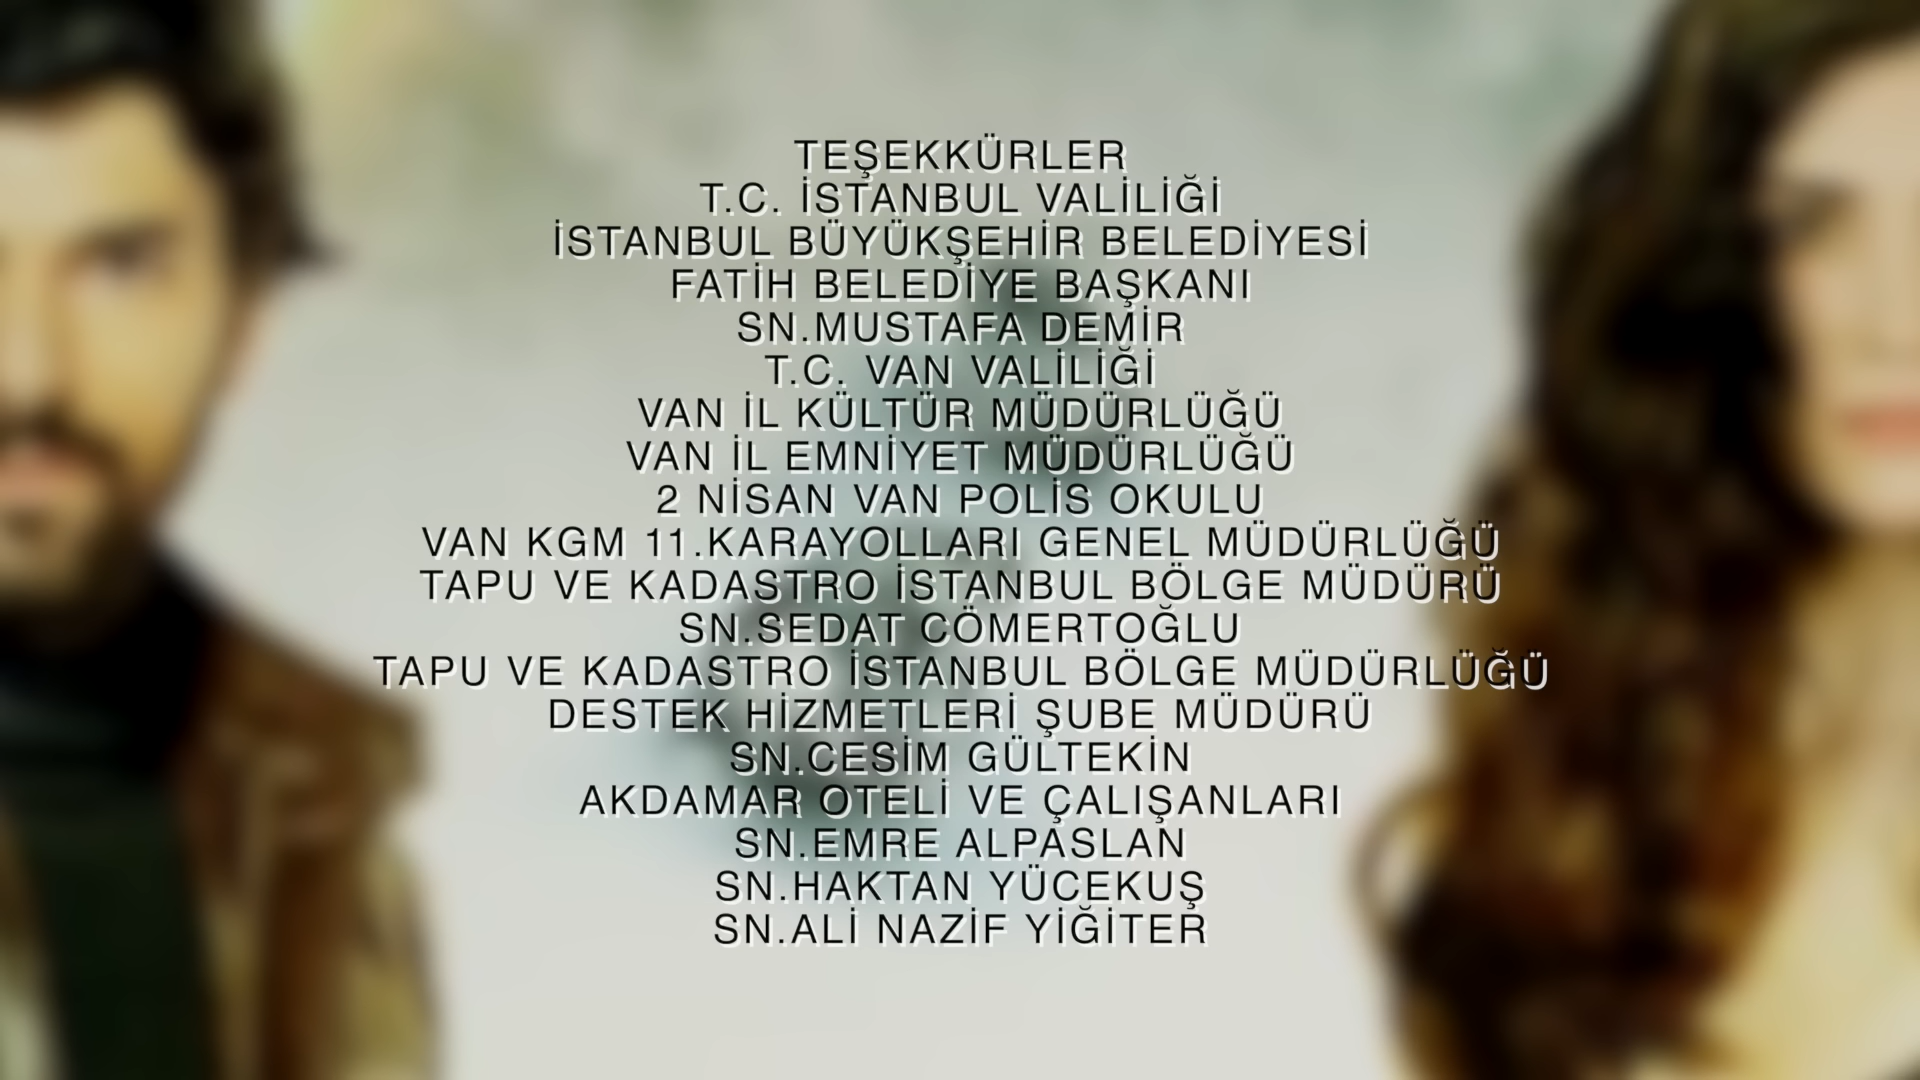 TEŞEKKÜRLER
T.C. İSTANBUL VALİLİĞİ
İSTANBUL BÜYÜKŞEHİR BELEDİYESİ
FATİH BELEDİYE BAŞKANI
SN.MUSTAFA DEMİR
T.C. VAN VALİLİĞİ
VAN İL KÜLTÜR MÜDÜRLÜĞÜ
VAN İL EMNİYET MÜDÜRLÜĞÜ
2 NİSAN VAN POLİS OKULU
VAN KGM 11.KARAYOLLARI GENEL MÜDÜRLÜĞÜ
TAPU VE KADASTRO İSTANBUL BÖLGE MÜDÜRÜ
SN.SEDAT CÖMERTOĞLU
TAPU VE KADASTRO İSTANBUL BÖLGE MÜDÜRLÜĞÜ
DESTEK HİZMETLERİ ŞUBE MÜDÜRÜ
SN.CESİM GÜLTEKİN
AKDAMAR OTELİ VE ÇALIŞANLARI
SN.EMRE ALPASLAN
SN.HAKTAN YÜCEKUŞ
SN.ALİ NAZİF YİĞİTER